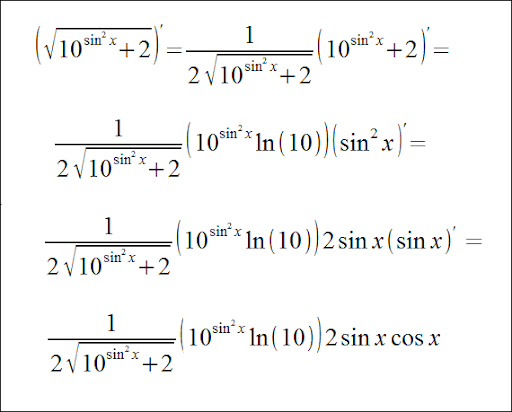 (√(10^(sin² x)+2))′ = 1/(2√(10^(sin² x)+2)) (10^(sin² x)+2)′ =
1/(2√(10^(sin² x)+2)) (10^(sin² x) ln(10))(sin² x)′ =
1/(2√(10^(sin² x)+2)) (10^(sin² x) ln(10)) 2 sin x (sin x)′ =
1/(2√(10^(sin² x)+2)) (10^(sin² x) ln(10)) 2 sin x cos x